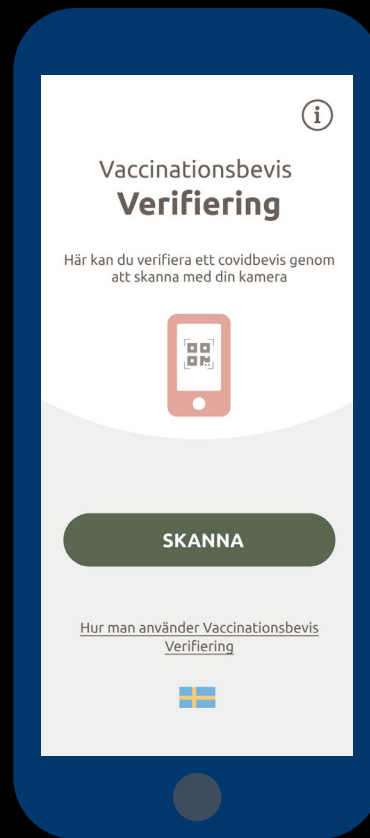 Vaccinationsbevis
Verifiering
Här kan du verifiera ett covidbevis genom
att skanna med din kamera
SKANNA
Hur man använder Vaccinationsbevis
Verifiering